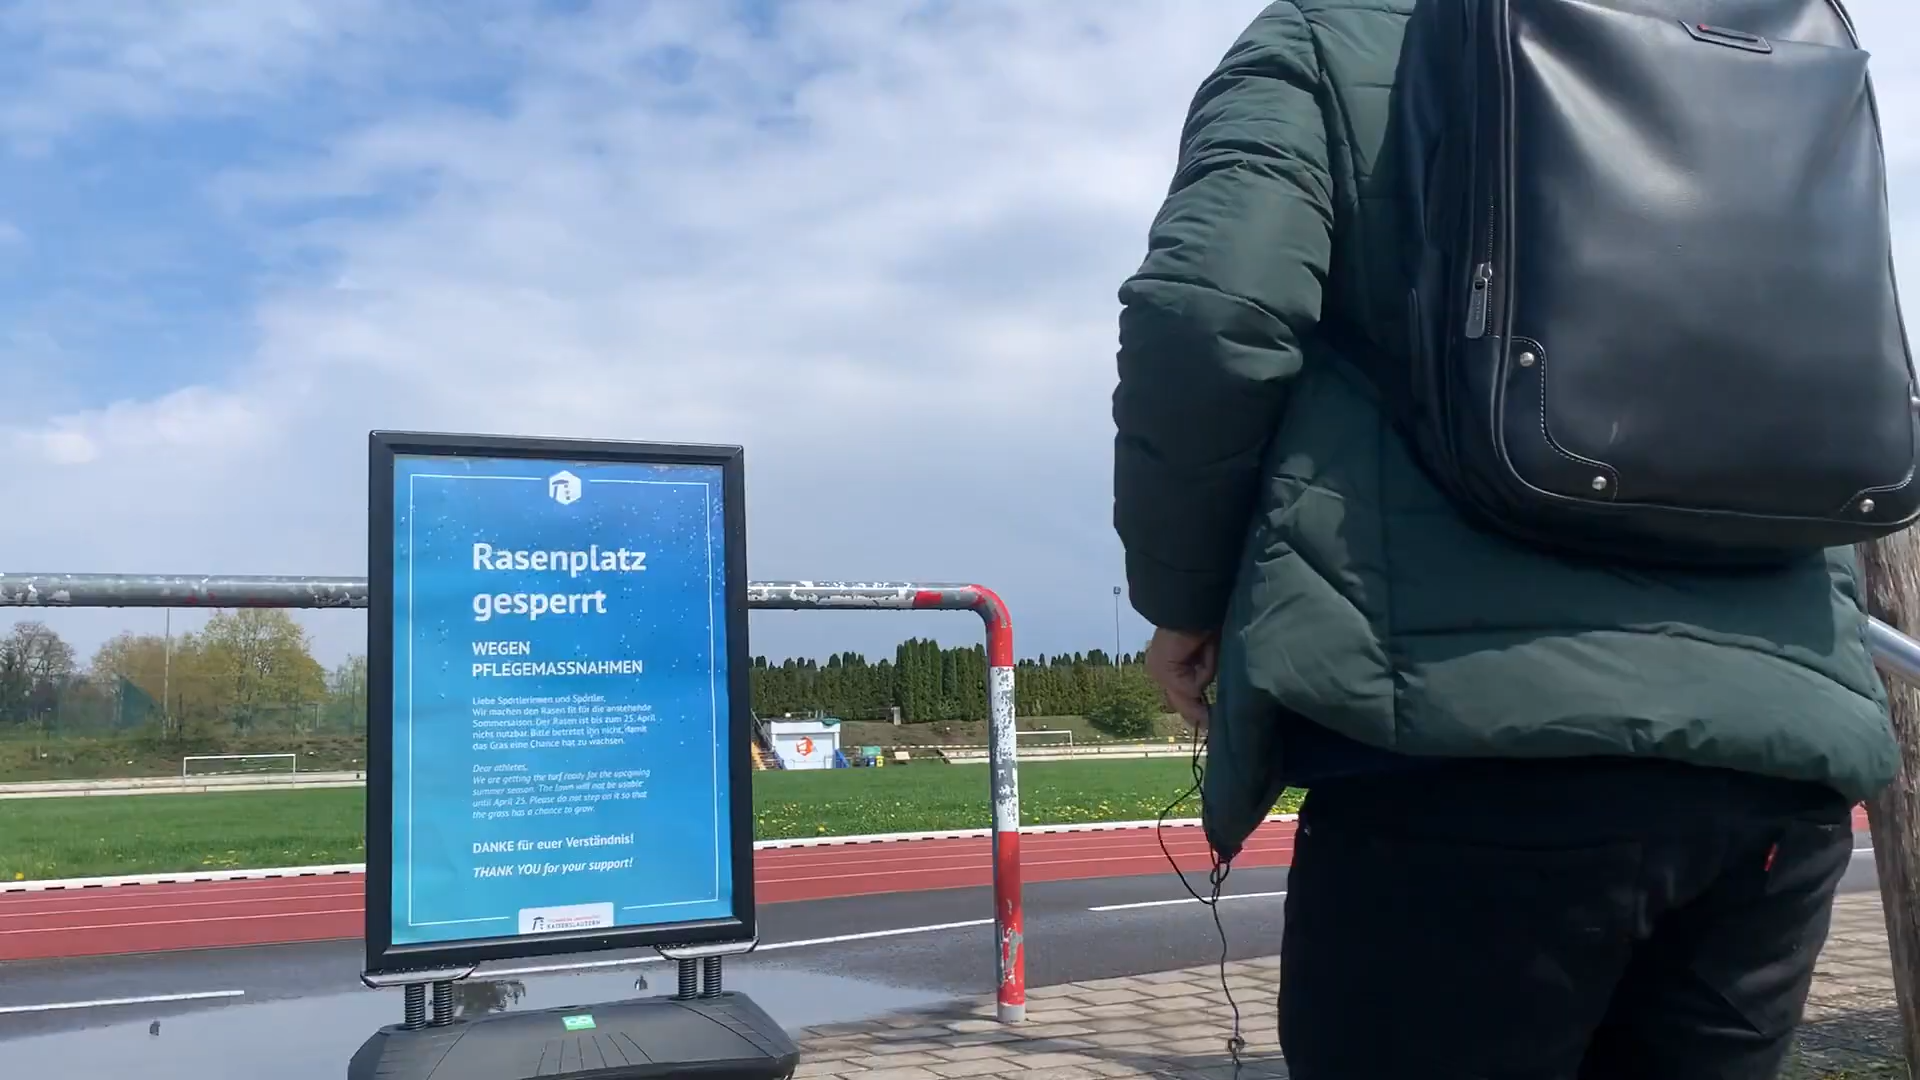 Rasenplatz
gesperrt
WEGEN
PFLEGEMASSNAHMEN
Liebe Sportlerinnen und Sportler,
Wir machen den Rasen fit für die anstehende
Sommersaison. Der Rasen ist bis zum 25. April
nicht nutzbar. Bitte betretet ihn nicht, damit
das Gras eine Chance hat zu wachsen.
Dear athletes,
We are getting the turf ready for the upcoming
summer season. The lawn will not be usable
until April 25. Please do not step on it so that
the grass has a chance to grow.
DANKE für euer Verständnis!
THANK YOU for your support!
TECHNISCHE UNIVERSITÄT
KAISERSLAUTERN